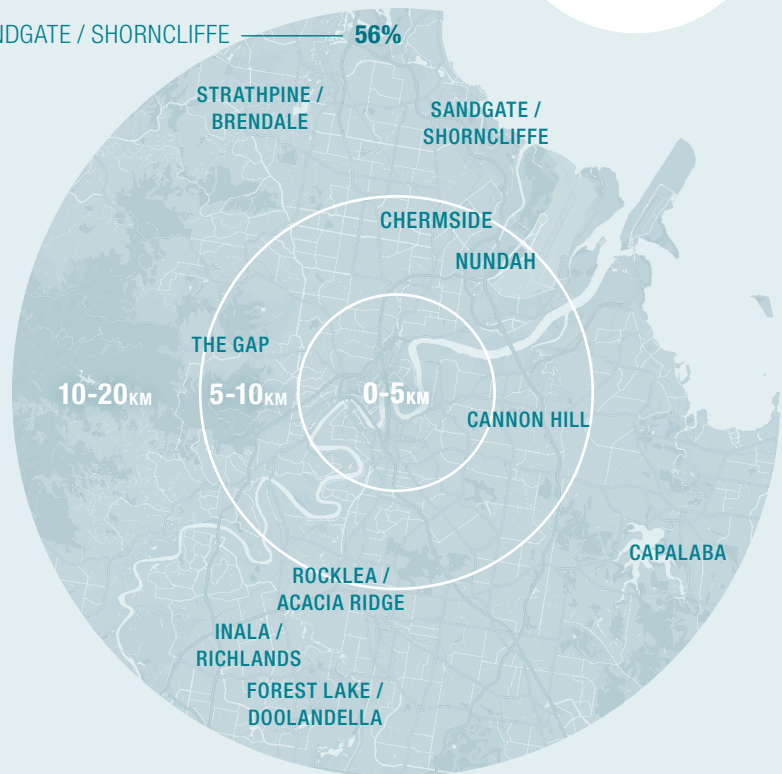 NDGATE / SHORNCLIFFE 56%
STRATHPINE /
BRENDALE
SANDGATE /
SHORNCLIFFE
CHERMSIDE
NUNDAH
THE GAP
10-20KM 5-10KM 0-5KM
CANNON HILL
CAPALABA
ROCKLEA /
ACACIA RIDGE
INALA /
RICHLANDS
FOREST LAKE /
DOOLANDELLA